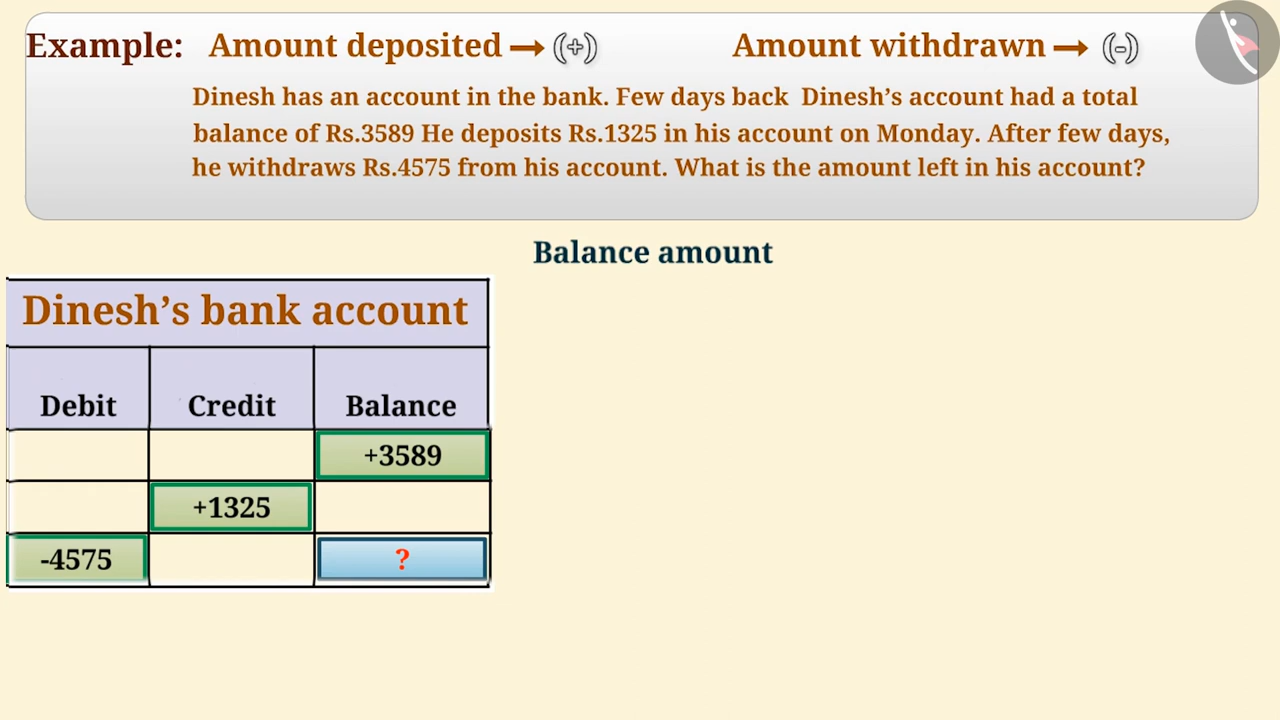 Example: Amount deposited → (+) Amount withdrawn → (-)
Dinesh has an account in the bank. Few days back Dinesh’s account had a total
balance of Rs.3589 He deposits Rs.1325 in his account on Monday. After few days,
he withdraws Rs.4575 from his account. What is the amount left in his account?
Balance amount
Dinesh’s bank account
Debit Credit Balance
+3589
+1325
-4575 ?